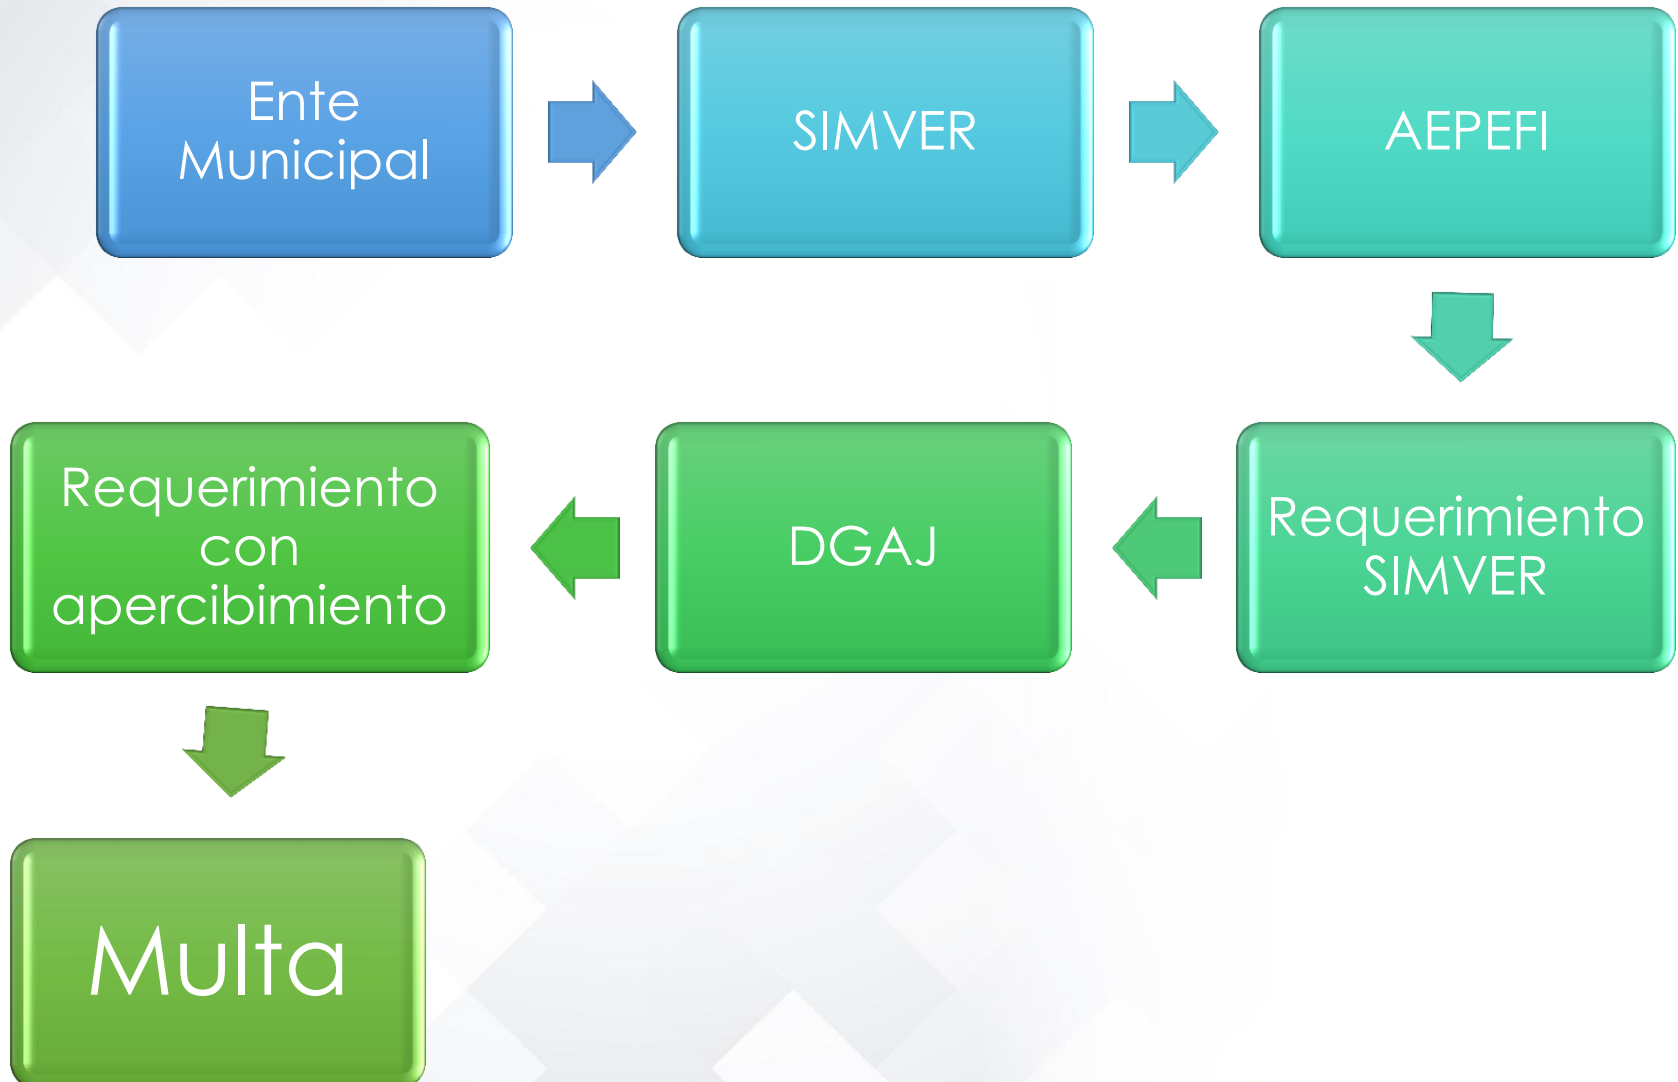 Ente
Municipal
SIMVER
AEPEFI
Requerimiento
SIMVER
DGAJ
Requerimiento
con
apercibimiento
Multa